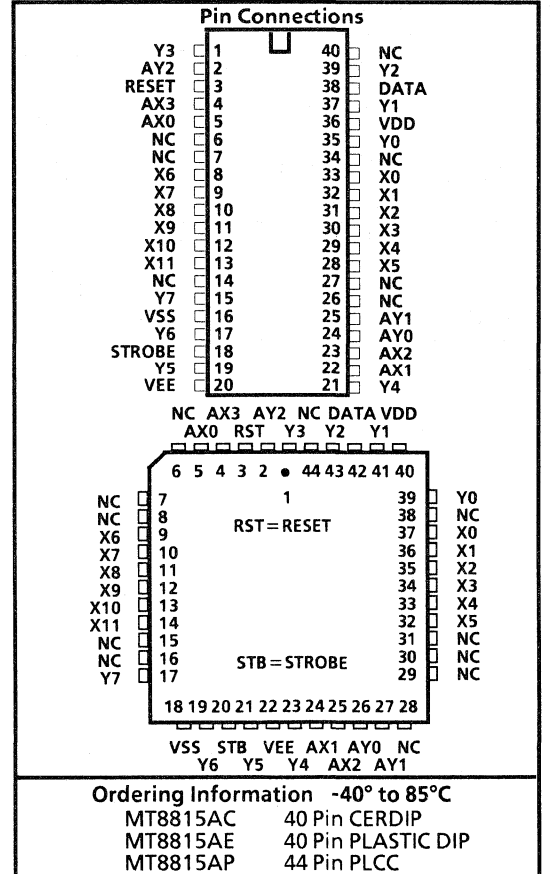 Pin Connections
Y3 1 40 NC
AY2 2 39 Y2
RESET 3 38 DATA
AX3 4 37 Y1
AX0 5 36 VDD
NC 6 35 Y0
NC 7 34 NC
X6 8 33 X0
X7 9 32 X1
X8 10 31 X2
X9 11 30 X3
X10 12 29 X4
X11 13 28 X5
NC 14 27 NC
Y7 15 26 NC
VSS 16 25 AY1
Y6 17 24 AY0
STROBE 18 23 AX2
Y5 19 22 AX1
VEE 20 21 Y4
NC AX3 AY2 NC DATA VDD
AX0 RST Y3 Y2 Y1
6 5 4 3 2 44 43 42 41 40
1
NC 7 39 Y0
NC 8 38 NC
X6 9 37 X0
X7 10 36 X1
X8 11 35 X2
X9 12 34 X3
X10 13 33 X4
X11 14 32 X5
NC 15 31 NC
NC 16 30 NC
Y7 17 29 NC
RST = RESET
STB = STROBE
18 19 20 21 22 23 24 25 26 27 28
VSS STB VEE AX1 AY0 NC
Y6 Y5 Y4 AX2 AY1
Ordering Information -40° to 85°C
MT8815AC 40 Pin CERDIP
MT8815AE 40 Pin PLASTIC DIP
MT8815AP 44 Pin PLCC